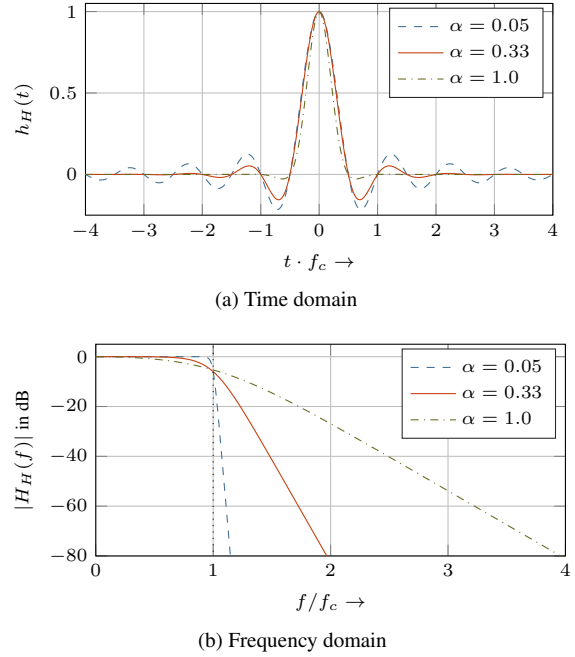 1
0.5
0
h_H(t)
α = 0.05
α = 0.33
α = 1.0
−4 −3 −2 −1 0 1 2 3 4
t · f_c →
(a) Time domain
0
−20
−40
−60
−80
|H_H(f)| in dB
α = 0.05
α = 0.33
α = 1.0
0 1 2 3 4
f/f_c →
(b) Frequency domain